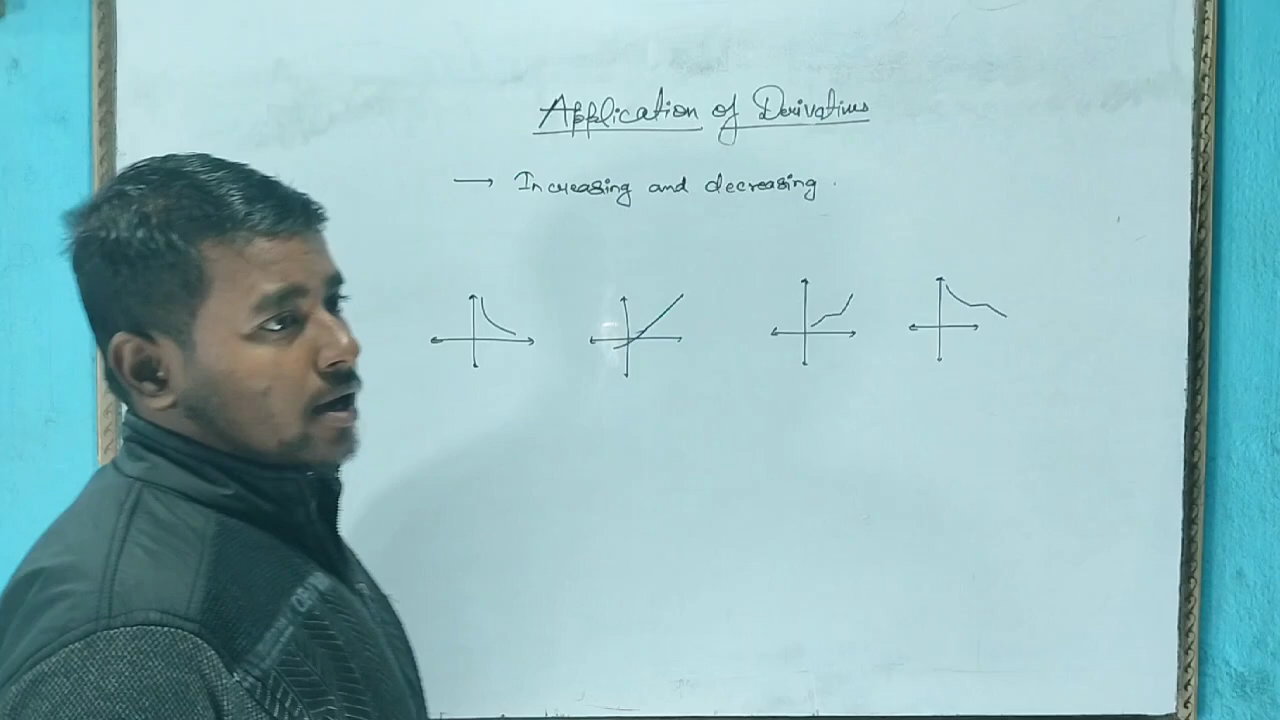 Application of Derivatives
→ Increasing and decreasing.